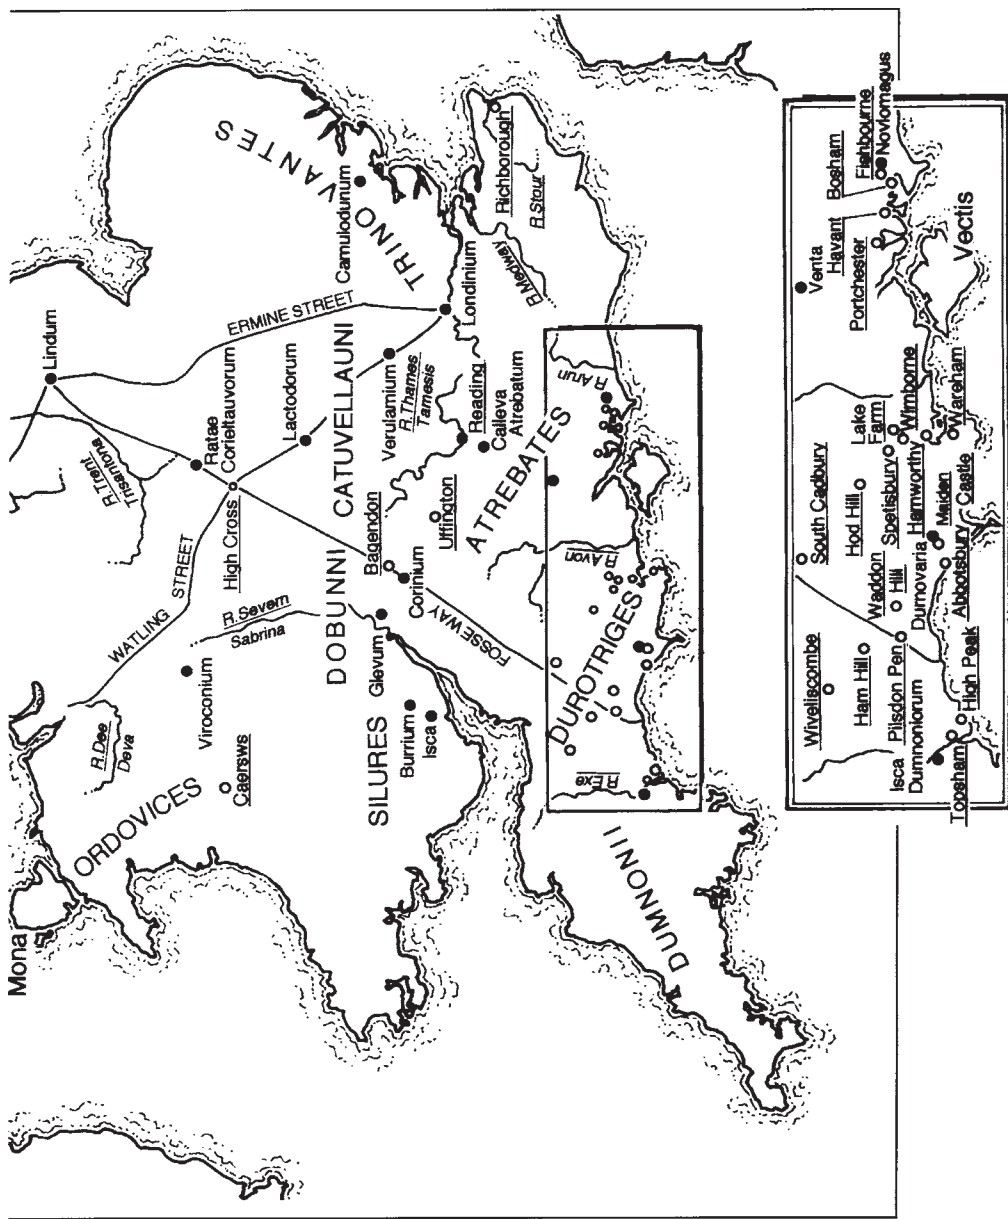 Mona
ORDOVICES
R. Dee
Deva
WATLING STREET
Viroconium
Caersws
R. Severn
Sabrina
R. Trent
Trisantona
Lindum
ERMINE STREET
Ratae
Corieltauvorum
High Cross
Lactodorum
CATUVELLAUNI
DOBUNNI
SILURES
Burrium
Isca
Glevum
Bagendon
Corinium
FOSSE WAY
Verulamium
R. Thames
Tamesis
TRINOVANTES
Camulodunum
Londinium
Uffington
Reading
Calleva
Atrebatum
ATREBATES
R. Medway
Richborough
R. Stour
DUROTRIGES
R. Exe
R. Avon
R. Arun
DUMNONII
Wiveliscombe
South Cadbury
Ham Hill
Hod Hill
Pilsdon Pen
Waddon
Hill
Spetisbury
Lake
Farm
Wimborne
Isca
Dumnoniorum
Topsham
High Peak
Durnovaria
Abbotsbury
Maiden
Castle
Hamworthy
Wareham
Venta
Portchester
Havant
Bosham
Fishbourne
Noviomagus
Vectis